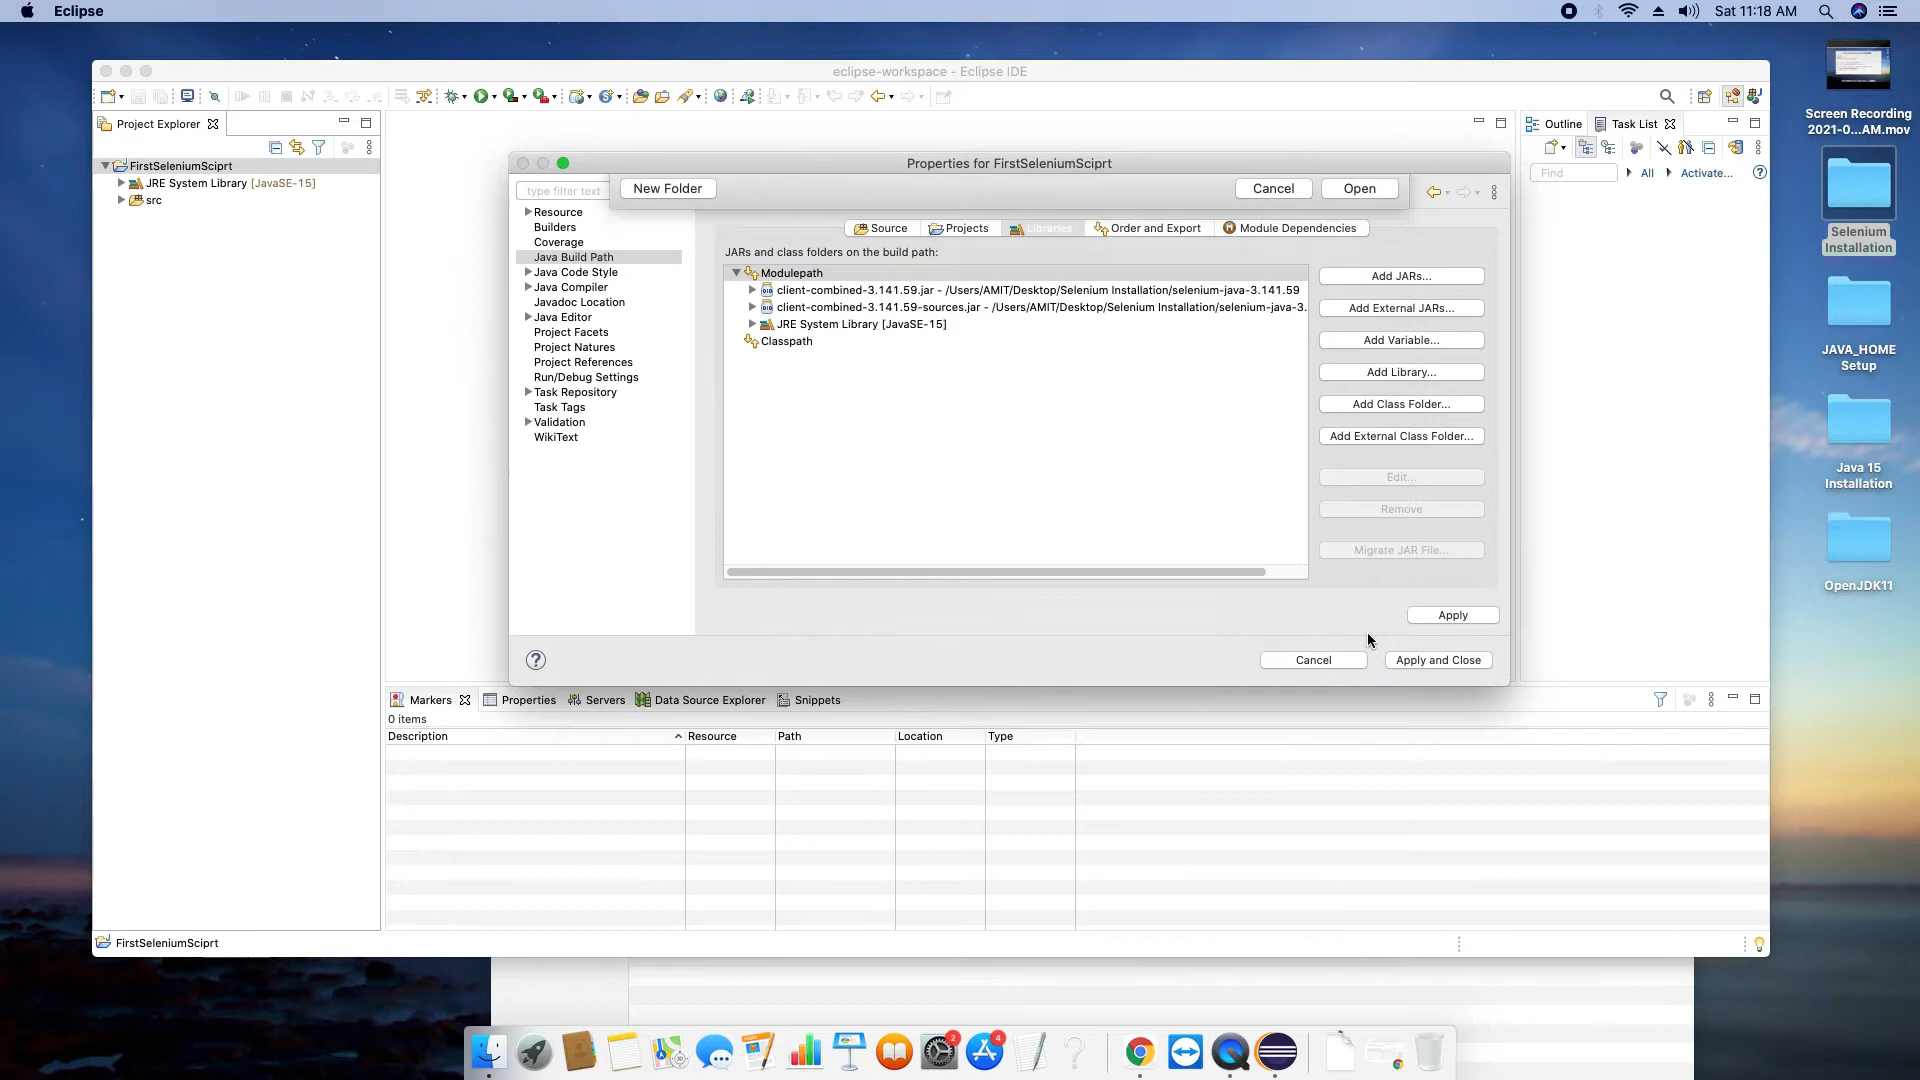 Eclipse
Sat 11:18 AM
eclipse-workspace - Eclipse IDE
Project Explorer
FirstSeleniumSciprt
JRE System Library [JavaSE-15]
src
Properties for FirstSeleniumSciprt
type filter text
New Folder
Cancel
Open
Resource
Builders
Coverage
Java Build Path
Java Code Style
Java Compiler
Javadoc Location
Java Editor
Project Facets
Project Natures
Project References
Run/Debug Settings
Task Repository
Task Tags
Validation
WikiText
Source
Projects
Libraries
Order and Export
Module Dependencies
JARs and class folders on the build path:
Modulepath
client-combined-3.141.59.jar - /Users/AMIT/Desktop/Selenium Installation/selenium-java-3.141.59
client-combined-3.141.59-sources.jar - /Users/AMIT/Desktop/Selenium Installation/selenium-java-3.
JRE System Library [JavaSE-15]
Classpath
Add JARs...
Add External JARs...
Add Variable...
Add Library...
Add Class Folder...
Add External Class Folder...
Edit...
Remove
Migrate JAR File...
Apply
Cancel
Apply and Close
Outline
Task List
Find
All
Activate...
Screen Recording
2021-0...AM.mov
Selenium
Installation
JAVA_HOME
Setup
Java 15
Installation
OpenJDK11
Markers
Properties
Servers
Data Source Explorer
Snippets
0 items
Description
Resource
Path
Location
Type
FirstSeleniumSciprt
2
4